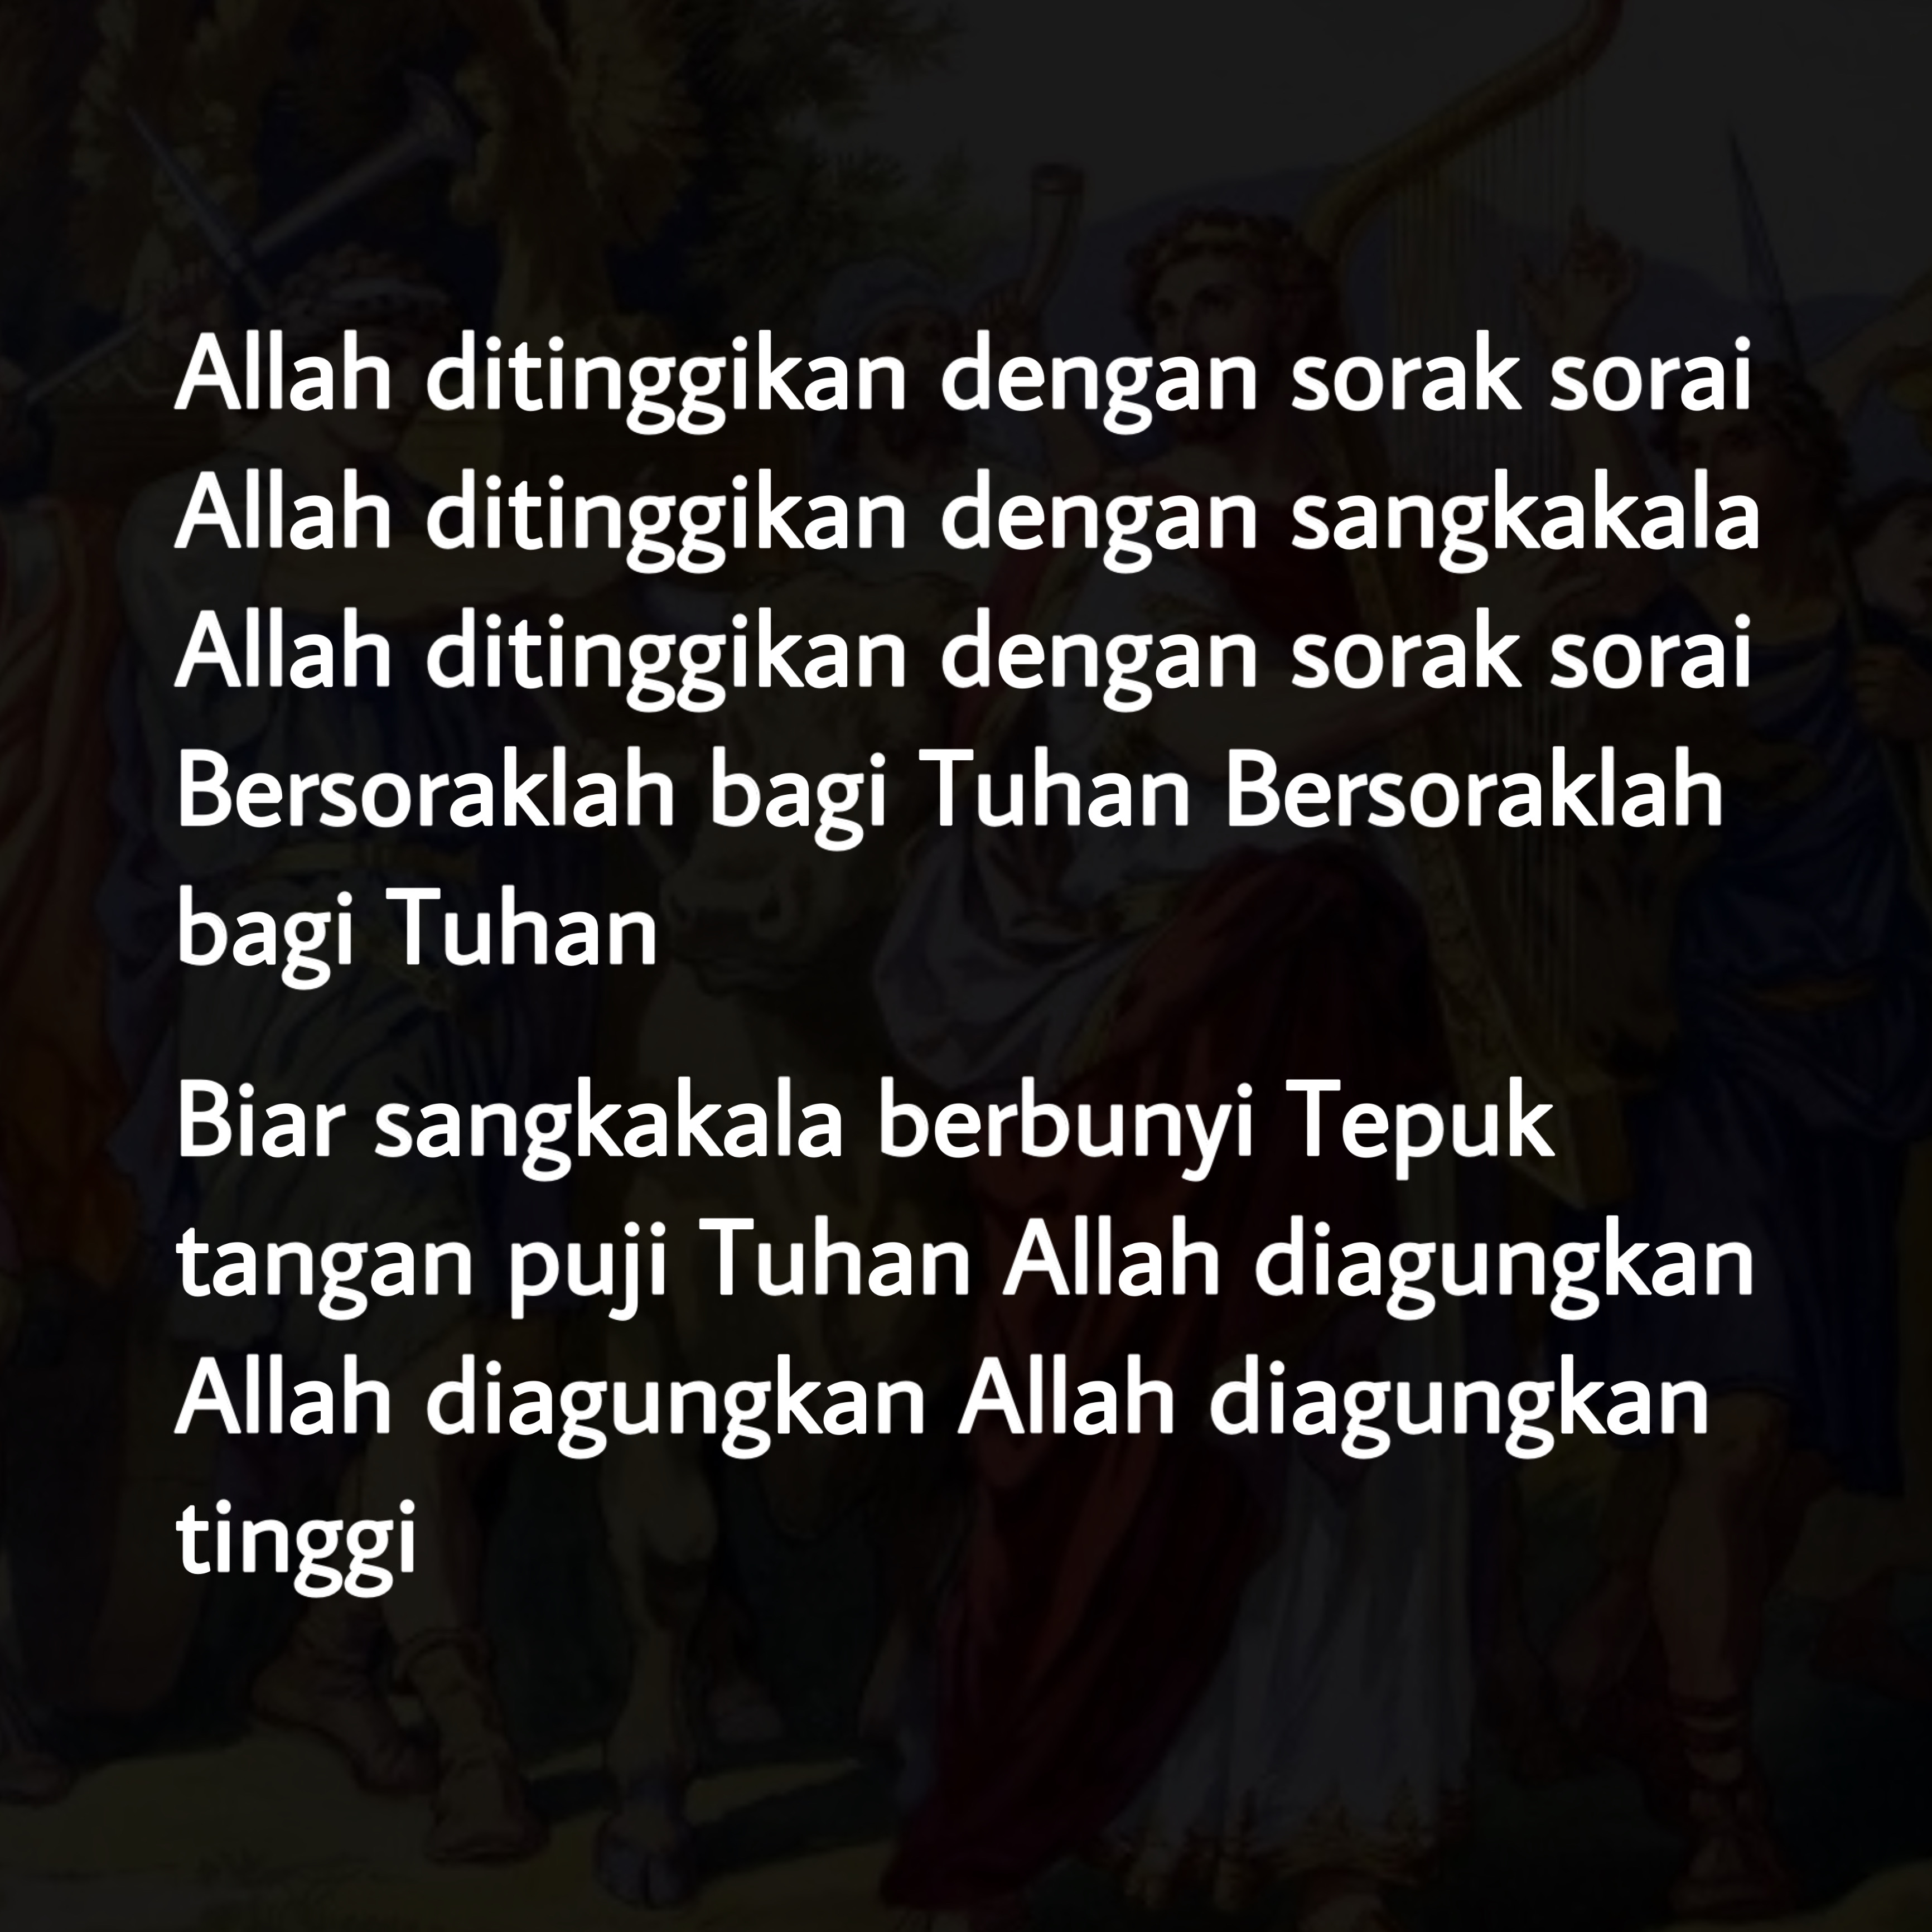 Allah ditinggikan dengan sorak sorai
Allah ditinggikan dengan sangkakala
Allah ditinggikan dengan sorak sorai
Bersoraklah bagi Tuhan Bersoraklah
bagi Tuhan
Biar sangkakala berbunyi Tepuk
tangan puji Tuhan Allah diagungkan
Allah diagungkan Allah diagungkan
tinggi